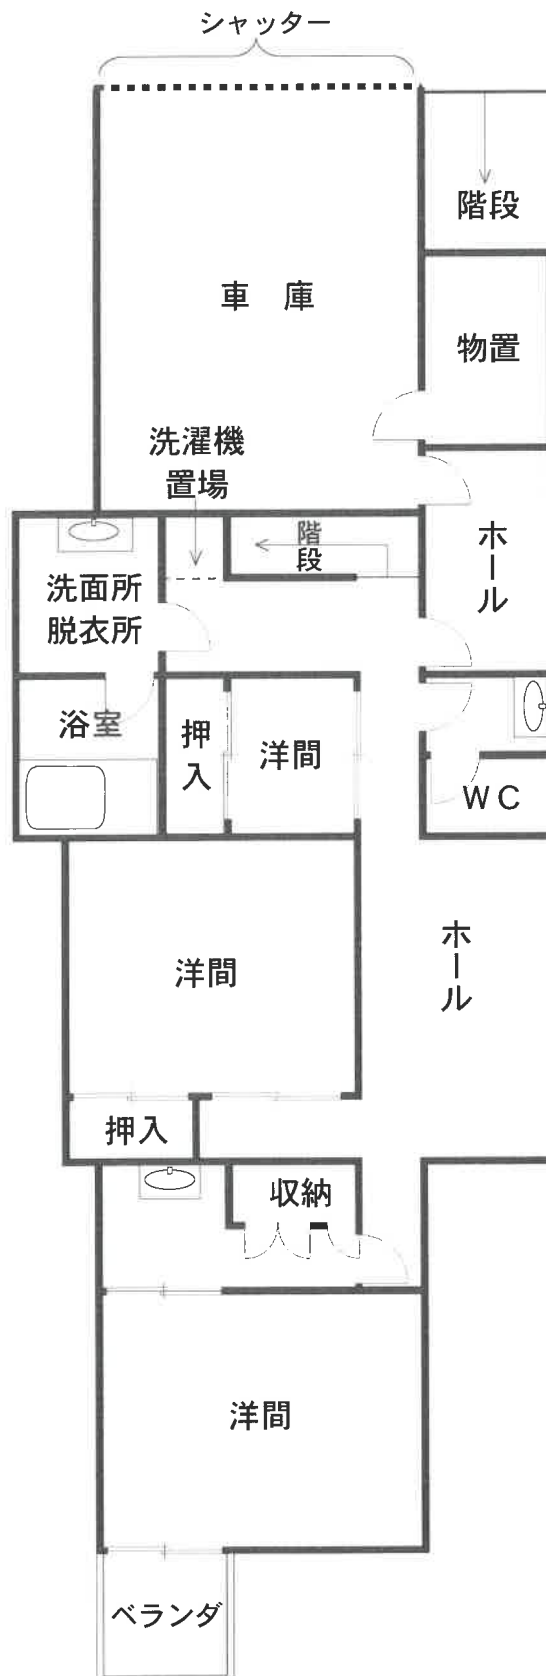 シャッター
階段
車 庫
物置
洗濯機
置場
階
段
ホール
洗面所
脱衣所
浴室
押
入
洋間
WC
ホール
洋間
押入
収納
洋間
ベランダ